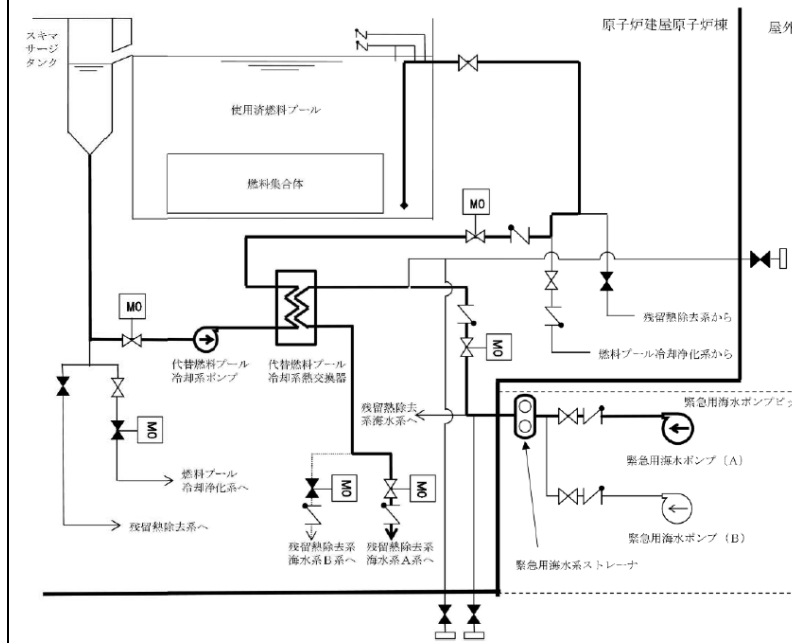 原子炉建屋原子炉棟
屋外
スキマ
サージ
タンク
使用済燃料プール
燃料集合体
MO
MO
代替燃料プール
冷却系ポンプ
代替燃料プール
冷却系熱交換器
MO
残留熱除去系から
燃料プール冷却浄化系から
残留熱除去
系海水系へ
緊急用海水ポンプピッ
緊急用海水ポンプ（A）
緊急用海水ポンプ（B）
緊急用海水系ストレーナ
MO
燃料プール
冷却浄化系へ
残留熱除去系へ
MO
MO
残留熱除去系
海水系B系へ
残留熱除去系
海水系A系へ